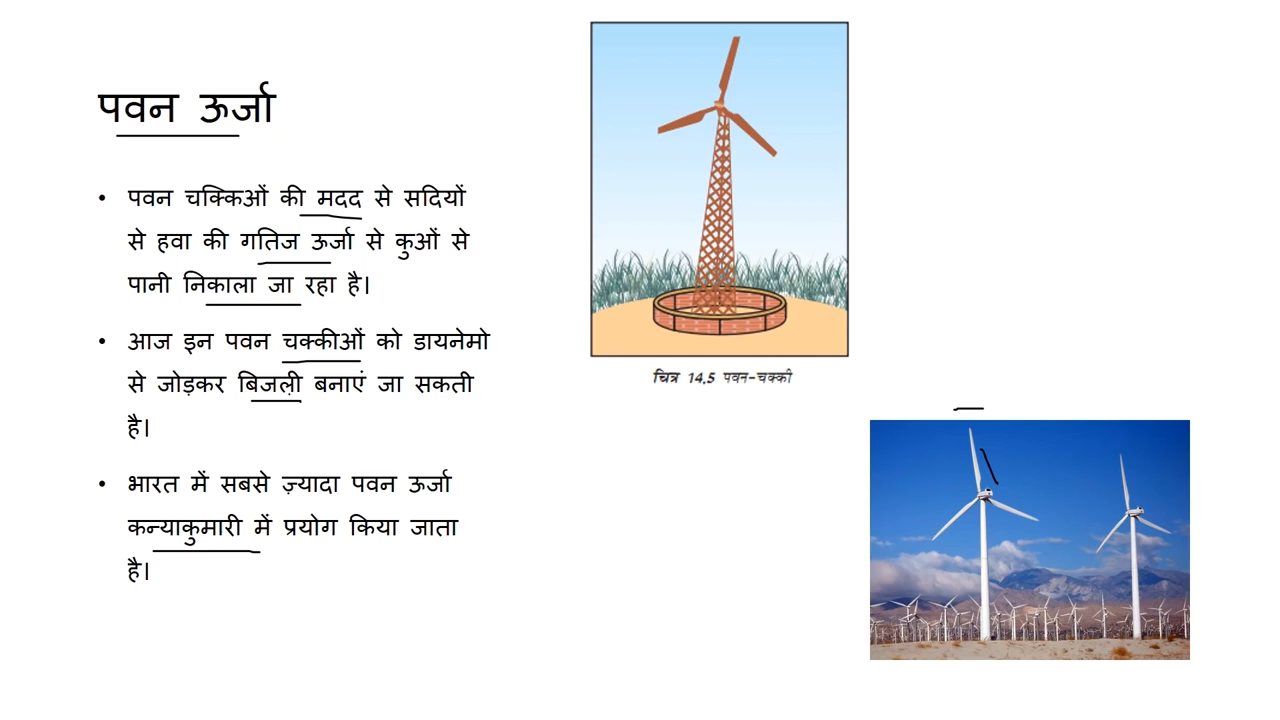 पवन ऊर्जा
• पवन चक्किओं की मदद से सदियों
से हवा की गतिज ऊर्जा से कुओं से
पानी निकाला जा रहा है।
• आज इन पवन चक्कीओं को डायनेमो
से जोड़कर बिजली बनाएं जा सकती
है।
• भारत में सबसे ज़्यादा पवन ऊर्जा
कन्याकुमारी में प्रयोग किया जाता
है।
चित्र 14.5 पवन-चक्की